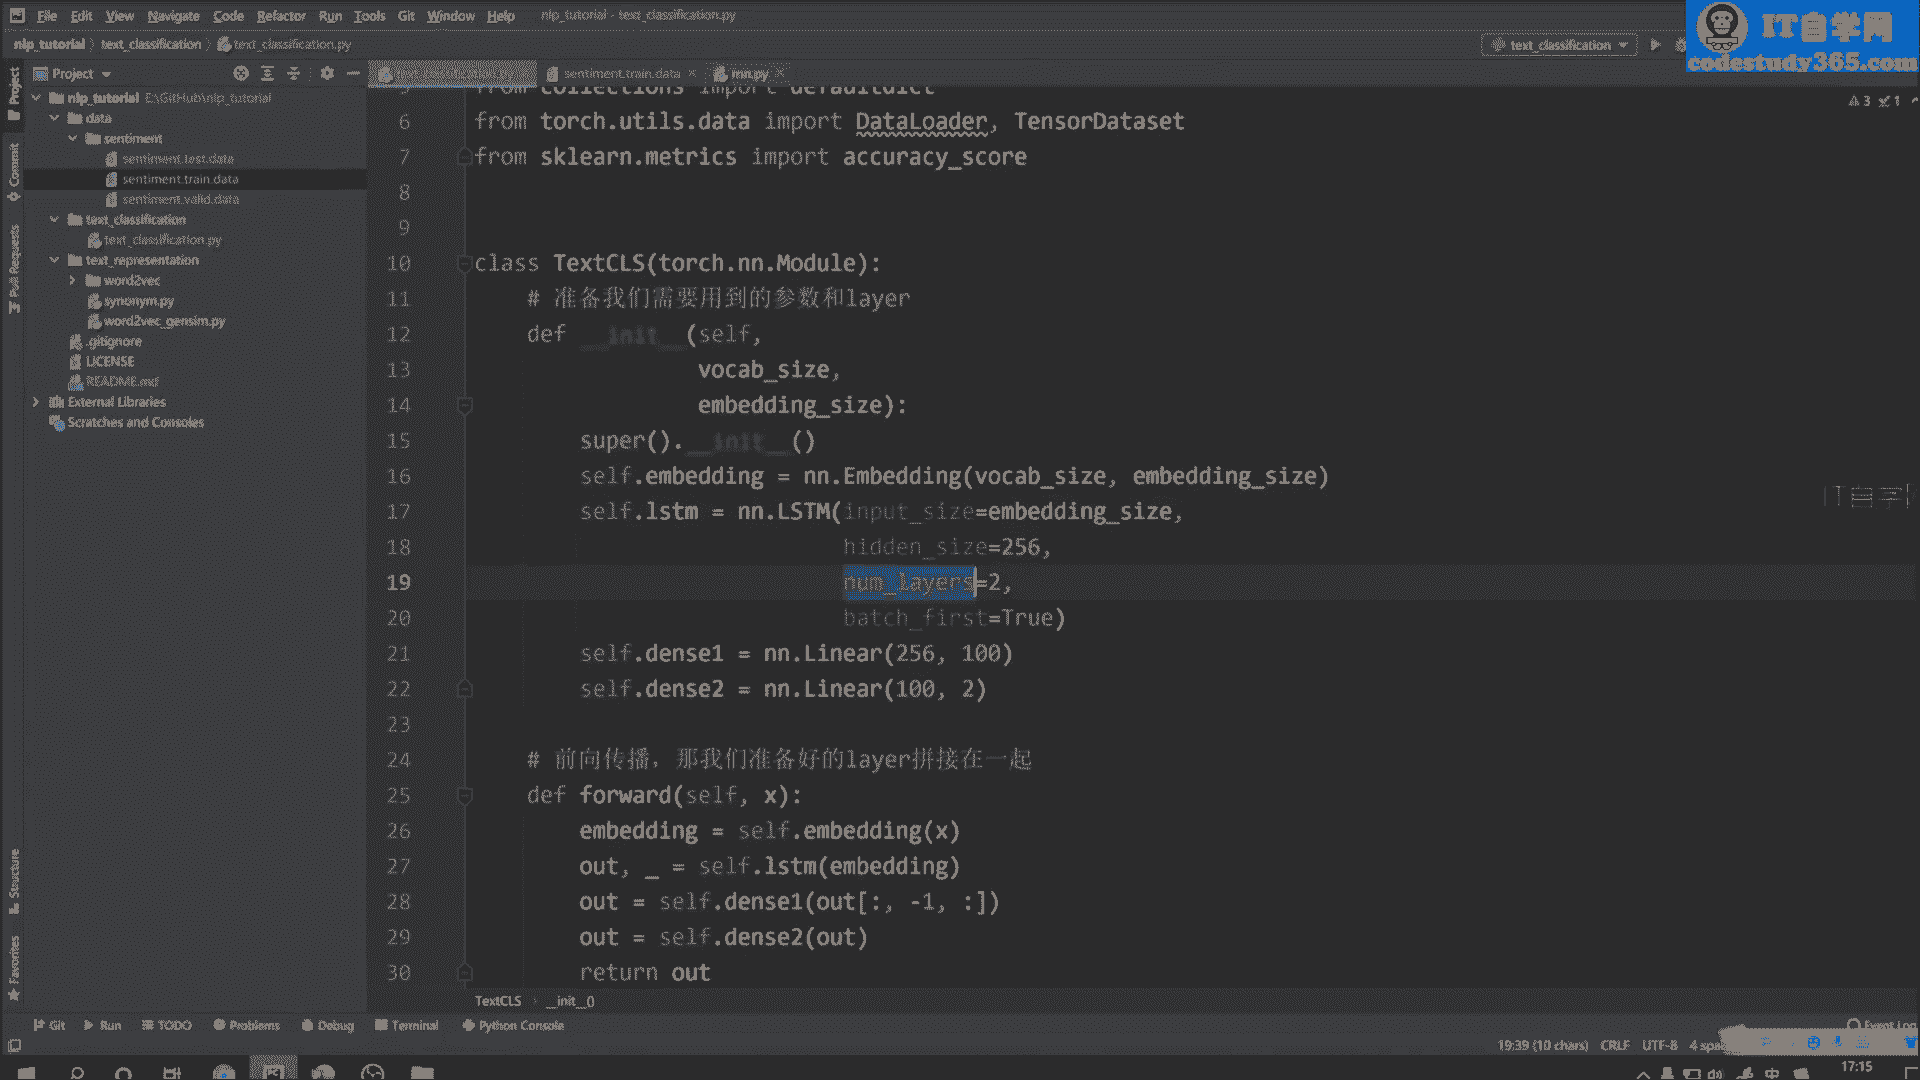 File Edit View Navigate Code Refactor Run Tools Git Window Help nlp_tutorial - text_classification.py
IT自学网
codestudy365.com
nlp_tutorial text_classification text_classification.py
text_classification
Project
text_classification.py sentiment.train.data rnn.py
nlp_tutorial E:\GitHub\nlp_tutorial
data
sentiment
sentiment.test.data
sentiment.train.data
sentiment.valid.data
text_classification
text_classification.py
text_representation
word2vec
synonym.py
word2vec_gensim.py
.gitignore
LICENSE
README.md
External Libraries
Scratches and Consoles
Project
Commit
Pull Requests
Structure
Favorites
3 1
5 from collections import defaultdict
6 from torch.utils.data import DataLoader, TensorDataset
7 from sklearn.metrics import accuracy_score
8
9
10 class TextCLS(torch.nn.Module):
11 # 准备我们需要用到的参数和layer
12 def __init__(self,
13 vocab_size,
14 embedding_size):
15 super().__init__()
16 self.embedding = nn.Embedding(vocab_size, embedding_size)
17 self.lstm = nn.LSTM(input_size=embedding_size,
18 hidden_size=256,
19 num_layers=2,
20 batch_first=True)
21 self.dense1 = nn.Linear(256, 100)
22 self.dense2 = nn.Linear(100, 2)
23
24 # 前向传播，那我们准备好的layer拼接在一起
25 def forward(self, x):
26 embedding = self.embedding(x)
27 out, _ = self.lstm(embedding)
28 out = self.dense1(out[:, -1, :])
29 out = self.dense2(out)
30 return out
IT自学
TextCLS __init__()
Git Run TODO Problems Debug Terminal Python Console Event Log
19:39 (10 chars) CRLF UTF-8 4 spa
中 17:15